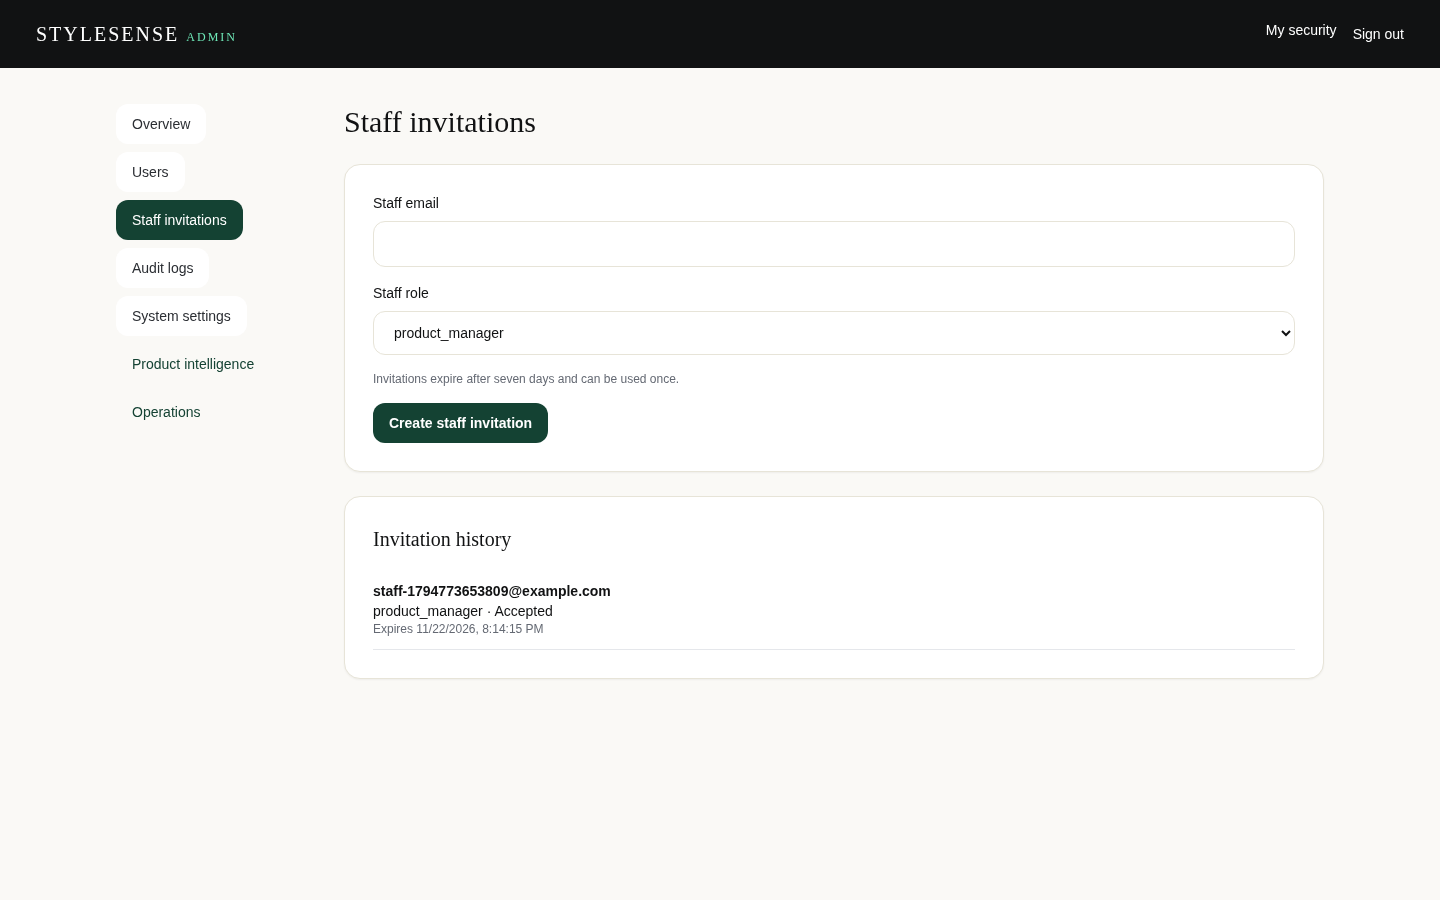 STYLESENSE ADMIN
My security
Sign out
Overview
Users
Staff invitations
Audit logs
System settings
Product intelligence
Operations
Staff invitations
Staff email
Staff role
product_manager
Invitations expire after seven days and can be used once.
Create staff invitation
Invitation history
staff-1794773653809@example.com
product_manager · Accepted
Expires 11/22/2026, 8:14:15 PM